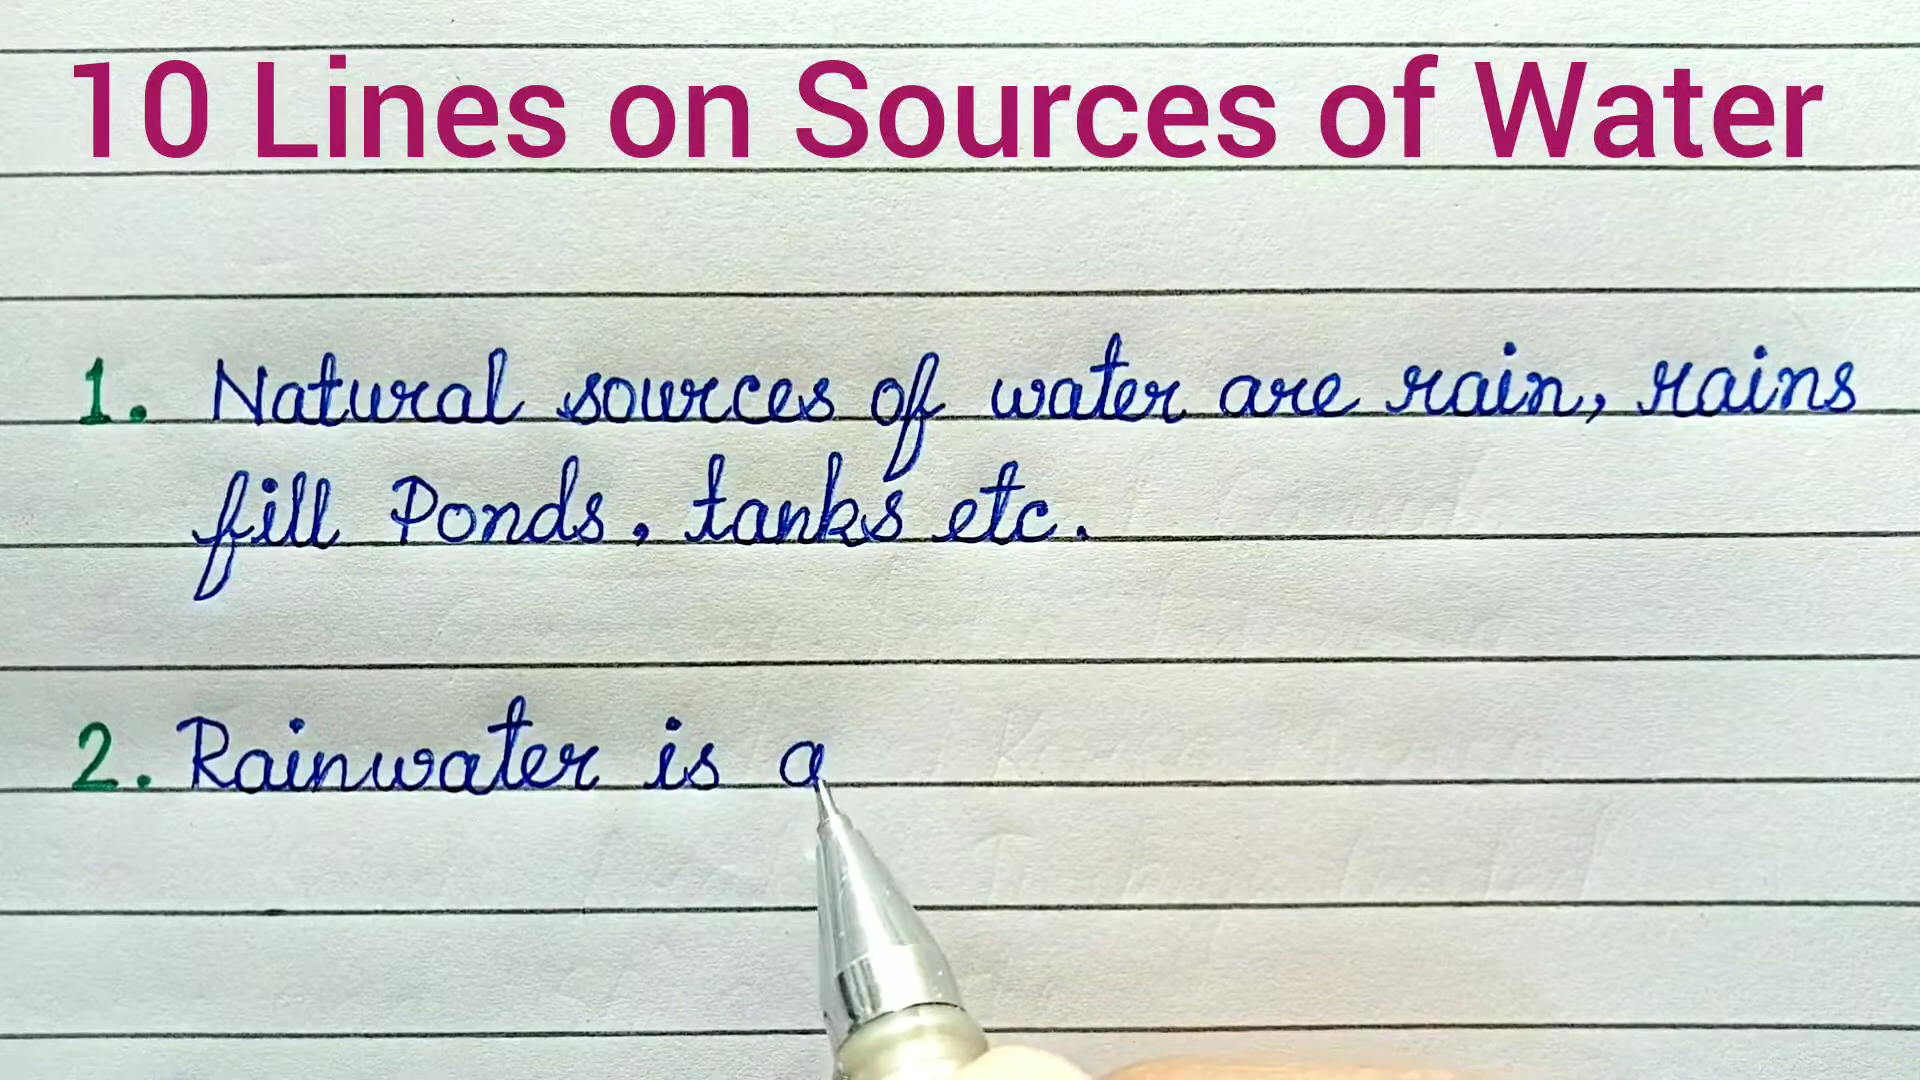 10 Lines on Sources of Water
1. Natural sources of water are rain, rains
fill Ponds, tanks etc.
2. Rainwater is a